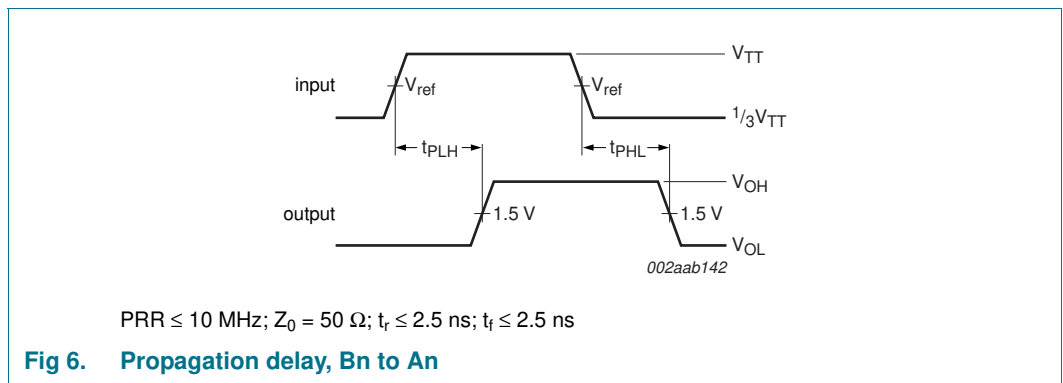 V_TT
input
V_ref
V_ref
1/3V_TT
t_PLH
t_PHL
V_OH
output
1.5 V
1.5 V
V_OL
002aab142
PRR ≤ 10 MHz; Z_0 = 50 Ω; t_r ≤ 2.5 ns; t_f ≤ 2.5 ns
Fig 6. Propagation delay, Bn to An